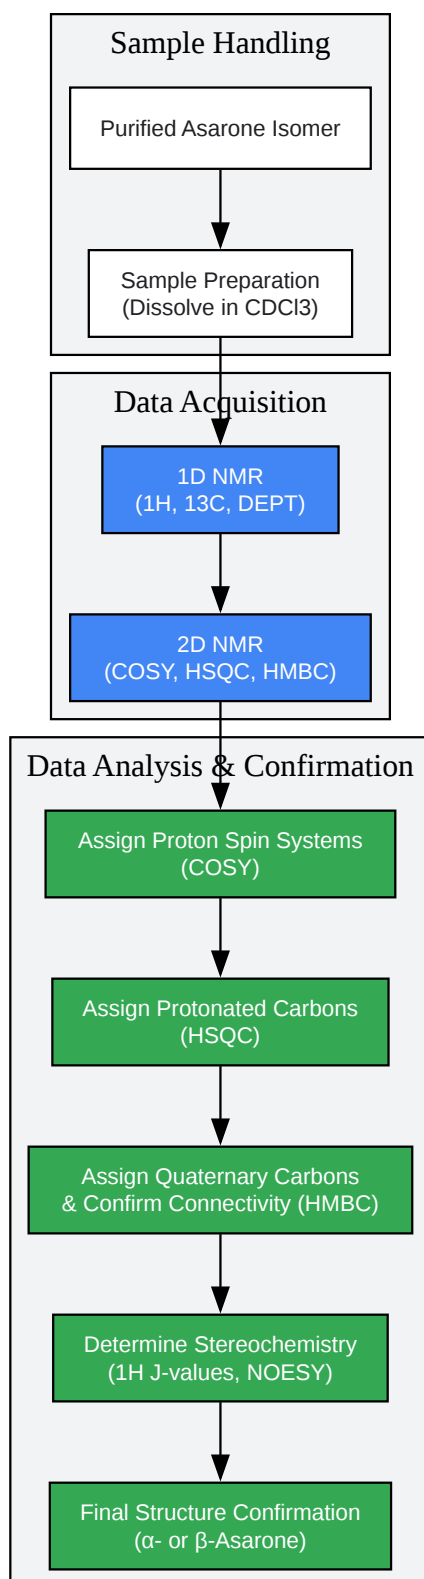 Sample Handling
Purified Asarone Isomer
Sample Preparation
(Dissolve in CDCl3)
Data Acquisition
1D NMR
(1H, 13C, DEPT)
2D NMR
(COSY, HSQC, HMBC)
Data Analysis & Confirmation
Assign Proton Spin Systems
(COSY)
Assign Protonated Carbons
(HSQC)
Assign Quaternary Carbons
& Confirm Connectivity (HMBC)
Determine Stereochemistry
(1H J-values, NOESY)
Final Structure Confirmation
(α- or β-Asarone)